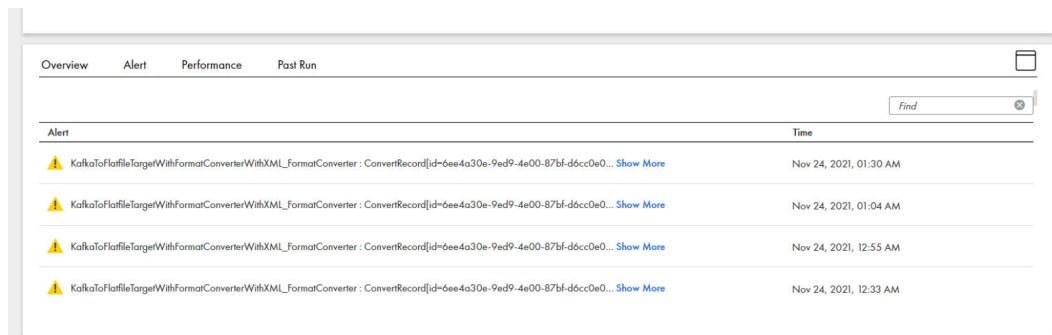 Overview Alert Performance Past Run
Find
Alert Time
KafkaToFlatfileTargetWithFormatConverterWithXML_FormatConverter : ConvertRecord[id=6ee4a30e-9ed9-4e00-87bf-d6cc0e0... Show More Nov 24, 2021, 01:30 AM
KafkaToFlatfileTargetWithFormatConverterWithXML_FormatConverter : ConvertRecord[id=6ee4a30e-9ed9-4e00-87bf-d6cc0e0... Show More Nov 24, 2021, 01:04 AM
KafkaToFlatfileTargetWithFormatConverterWithXML_FormatConverter : ConvertRecord[id=6ee4a30e-9ed9-4e00-87bf-d6cc0e0... Show More Nov 24, 2021, 12:55 AM
KafkaToFlatfileTargetWithFormatConverterWithXML_FormatConverter : ConvertRecord[id=6ee4a30e-9ed9-4e00-87bf-d6cc0e0... Show More Nov 24, 2021, 12:33 AM